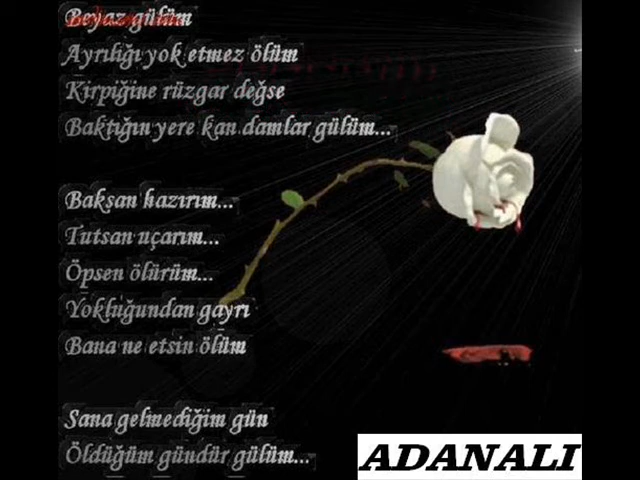 Beyaz gülüm
Ayrılığı yok etmez ölüm
Kirpiğine rüzgar değse
Baktığın yere kan damlar gülüm...
Baksan hazırım...
Tutsan uçarım...
Öpsen ölürüm...
Yokluğundan gayrı
Bana ne etsin ölüm
Sana gelmediğim gün
Öldüğüm gündür gülüm...
ADANALI